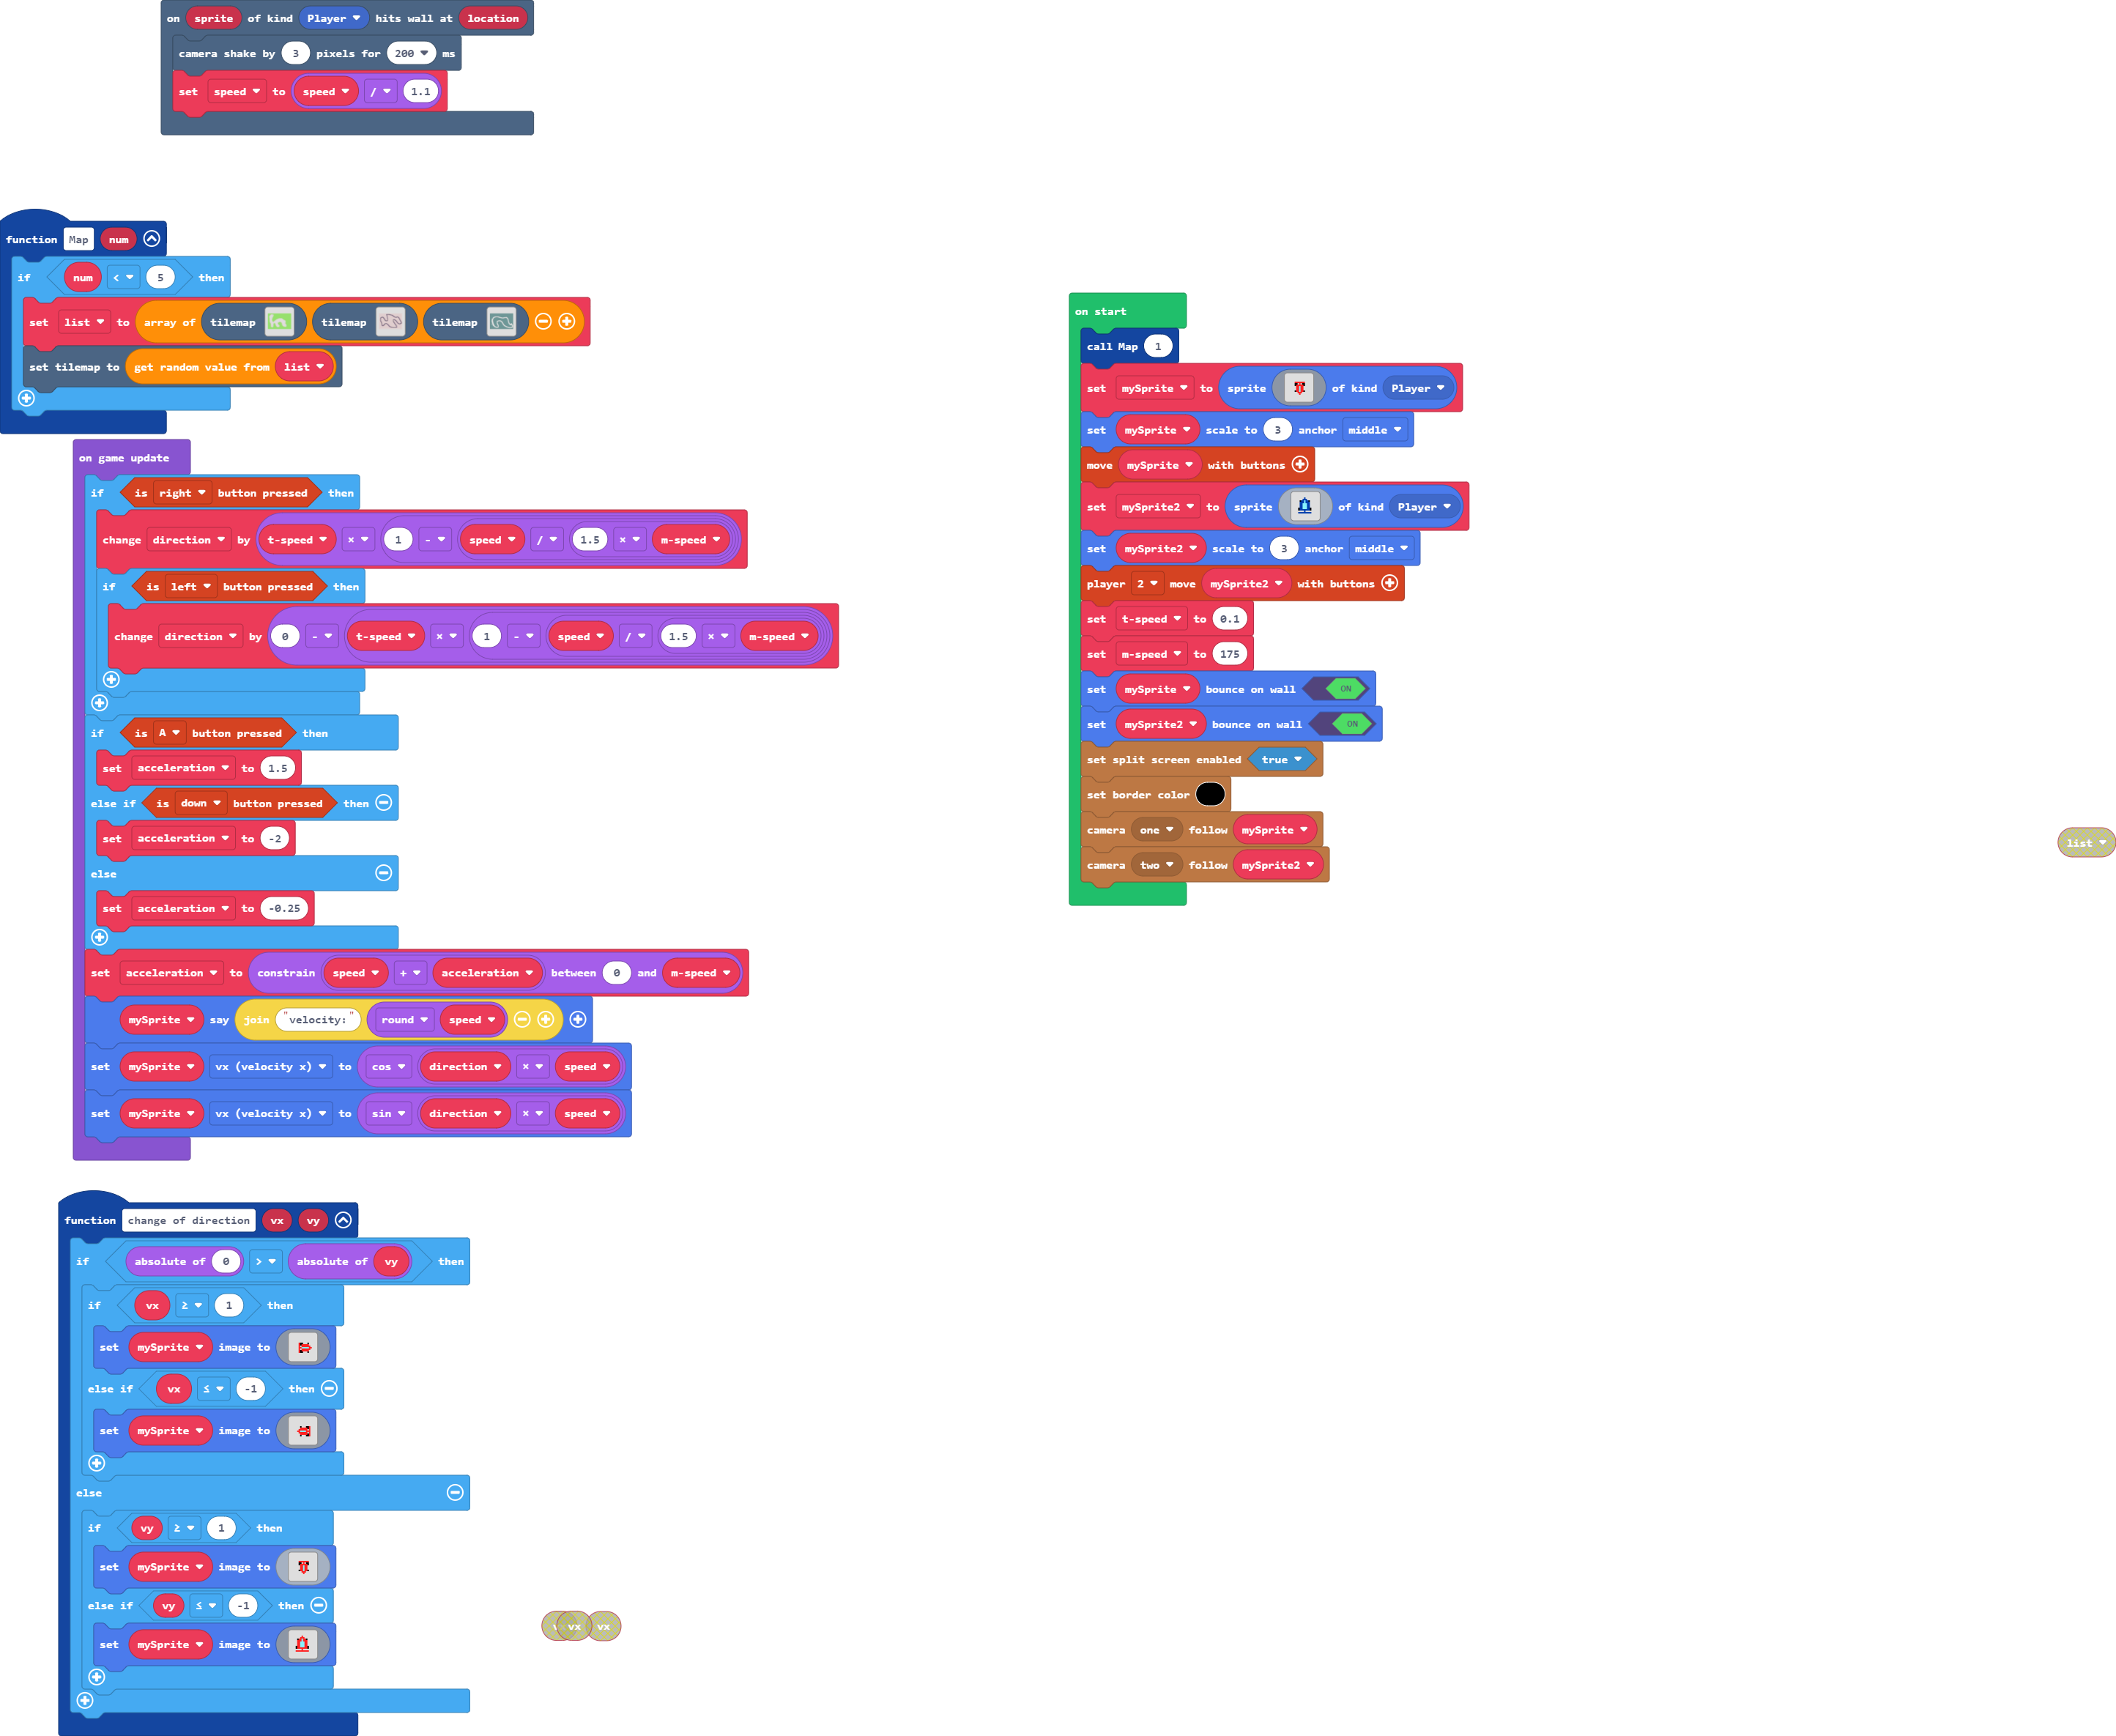 on sprite of kind Player hits wall at location
camera shake by 3 pixels for 200 ms
set speed to speed / 1.1
function Map num
if num < 5 then
set list to array of tilemap tilemap tilemap
set tilemap to get random value from list
on game update
if is right button pressed then
change direction by t-speed × 1 - speed / 1.5 × m-speed
if is left button pressed then
change direction by 0 - t-speed × 1 - speed / 1.5 × m-speed
if is A button pressed then
set acceleration to 1.5
else if is down button pressed then
set acceleration to -2
else
set acceleration to -0.25
set acceleration to constrain speed + acceleration between 0 and m-speed
mySprite say join "velocity:" round speed
set mySprite vx (velocity x) to cos direction × speed
set mySprite vx (velocity x) to sin direction × speed
function change of direction vx vy
if absolute of 0 > absolute of vy then
if vx ≥ 1 then
set mySprite image to
else if vx ≤ -1 then
set mySprite image to
else
if vy ≥ 1 then
set mySprite image to
else if vy ≤ -1 then
set mySprite image to
vx vx
on start
call Map 1
set mySprite to sprite of kind Player
set mySprite scale to 3 anchor middle
move mySprite with buttons
set mySprite2 to sprite of kind Player
set mySprite2 scale to 3 anchor middle
player 2 move mySprite2 with buttons
set t-speed to 0.1
set m-speed to 175
set mySprite bounce on wall ON
set mySprite2 bounce on wall ON
set split screen enabled true
set border color
camera one follow mySprite
camera two follow mySprite2
list